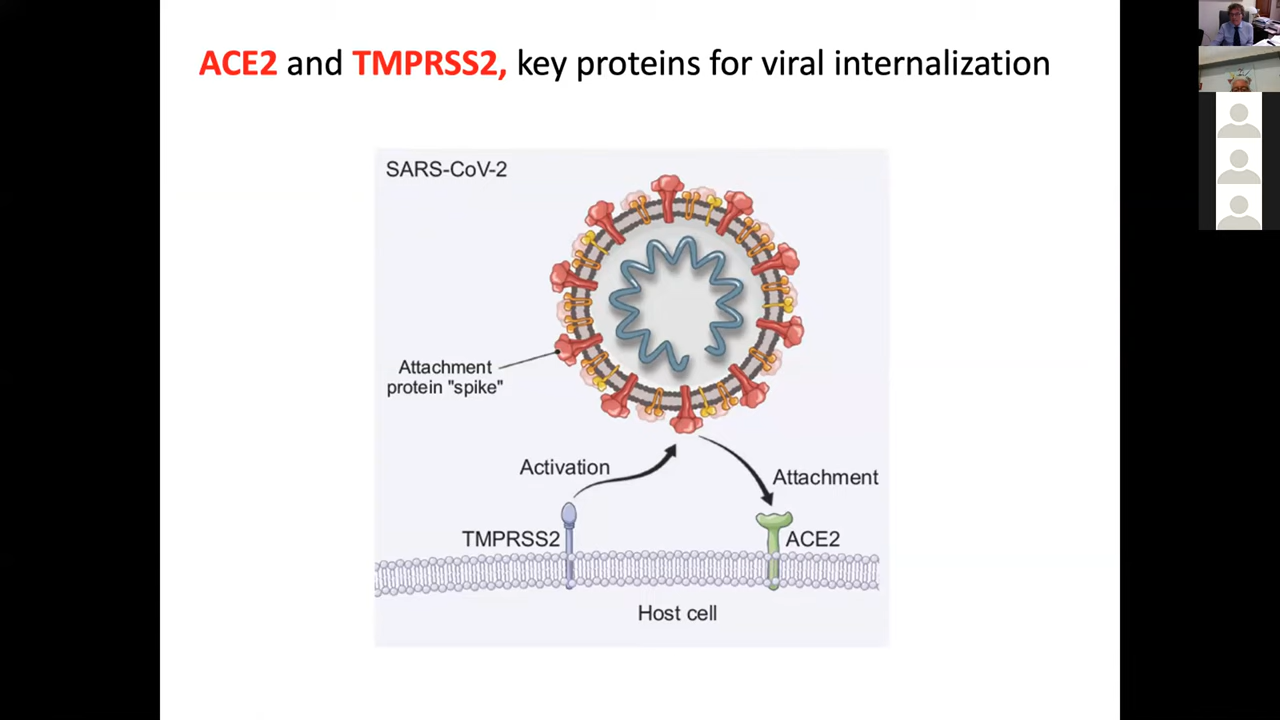 ACE2 and TMPRSS2, key proteins for viral internalization
SARS-CoV-2
Attachment
protein "spike"
Activation
Attachment
TMPRSS2
ACE2
Host cell